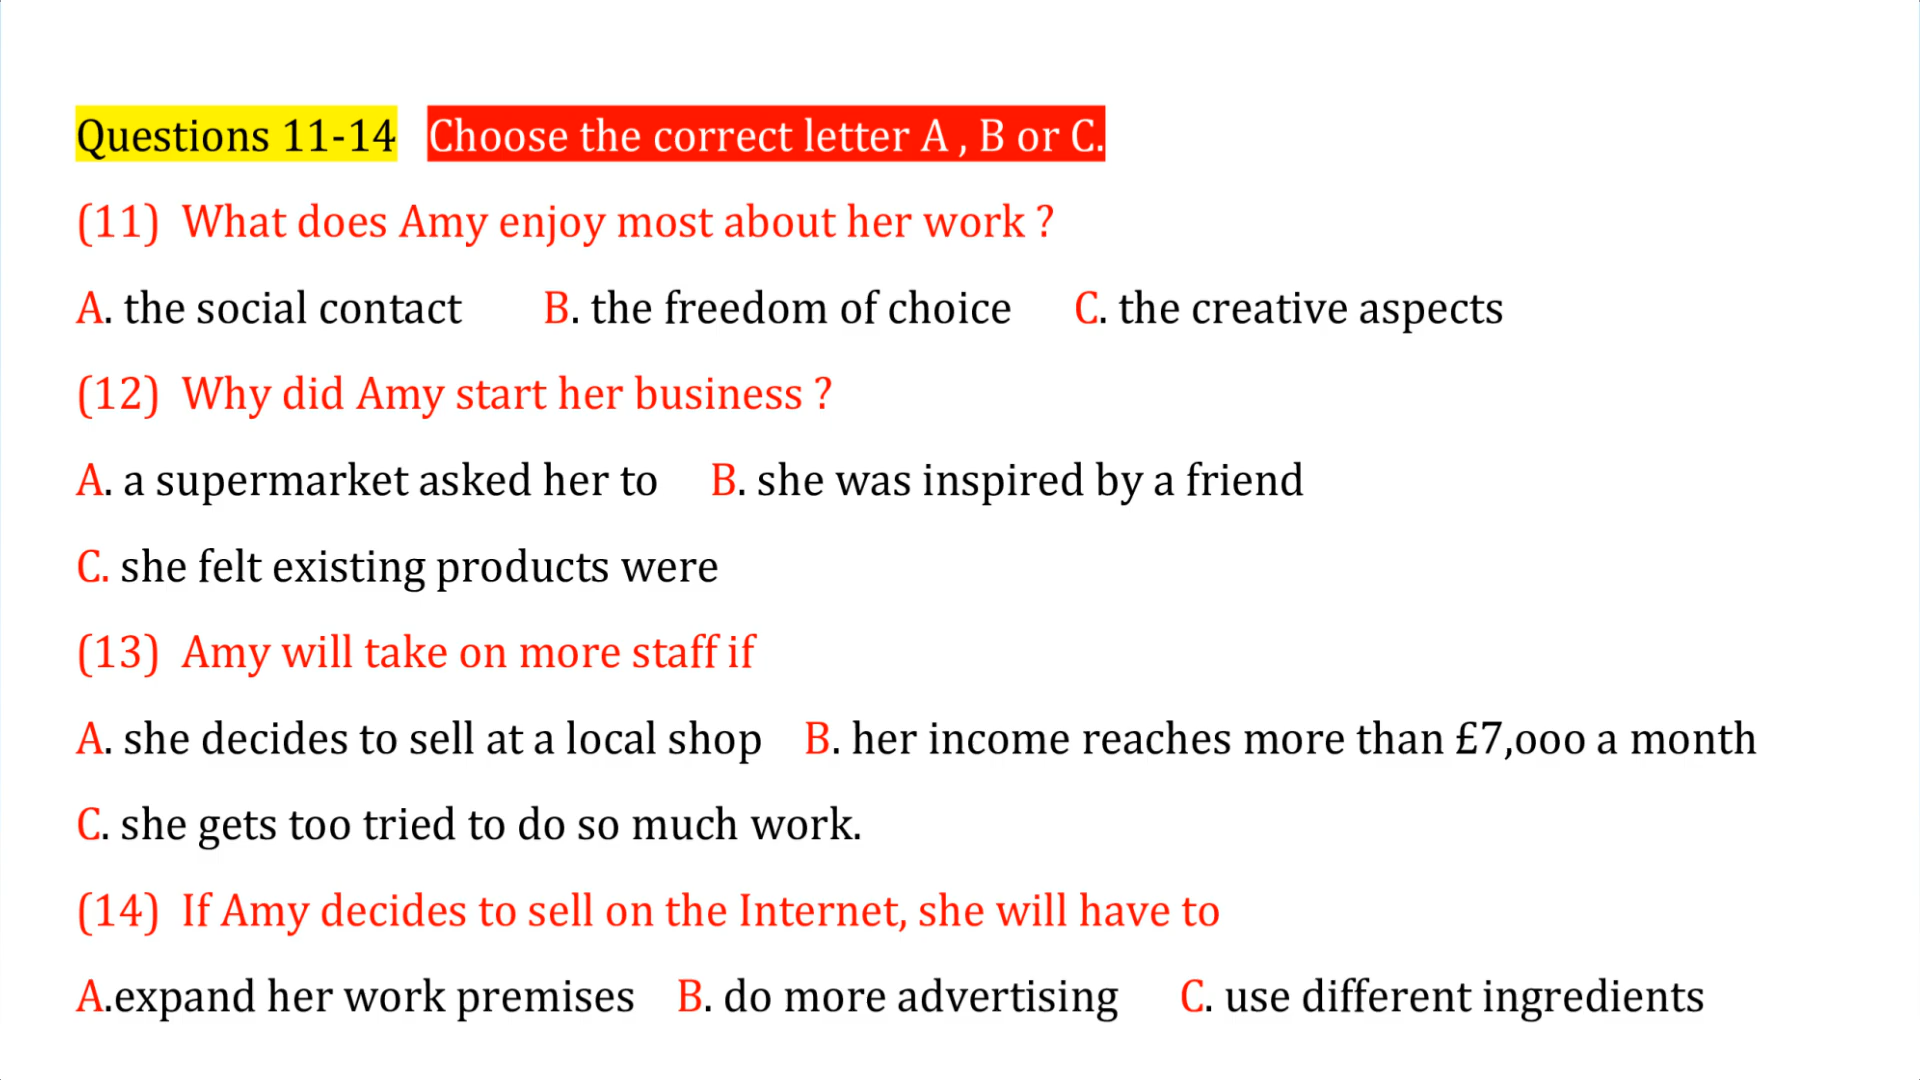 Questions 11-14 Choose the correct letter A , B or C.
(11) What does Amy enjoy most about her work ?
A. the social contact B. the freedom of choice C. the creative aspects
(12) Why did Amy start her business ?
A. a supermarket asked her to B. she was inspired by a friend
C. she felt existing products were
(13) Amy will take on more staff if
A. she decides to sell at a local shop B. her income reaches more than £7,ooo a month
C. she gets too tried to do so much work.
(14) If Amy decides to sell on the Internet, she will have to
A.expand her work premises B. do more advertising C. use different ingredients